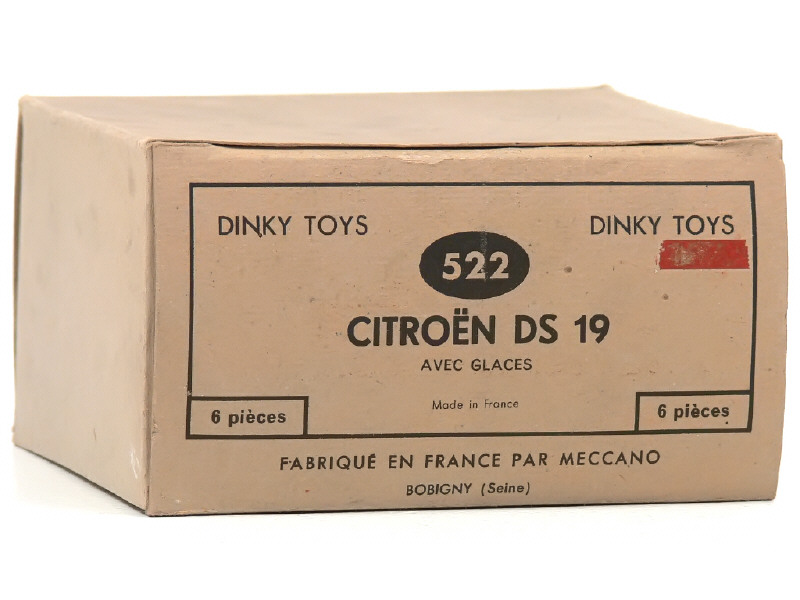 DINKY TOYS DINKY TOYS
522
CITROËN DS 19
AVEC GLACES
Made in France
6 pièces 6 pièces
FABRIQUÉ EN FRANCE PAR MECCANO
BOBIGNY (Seine)